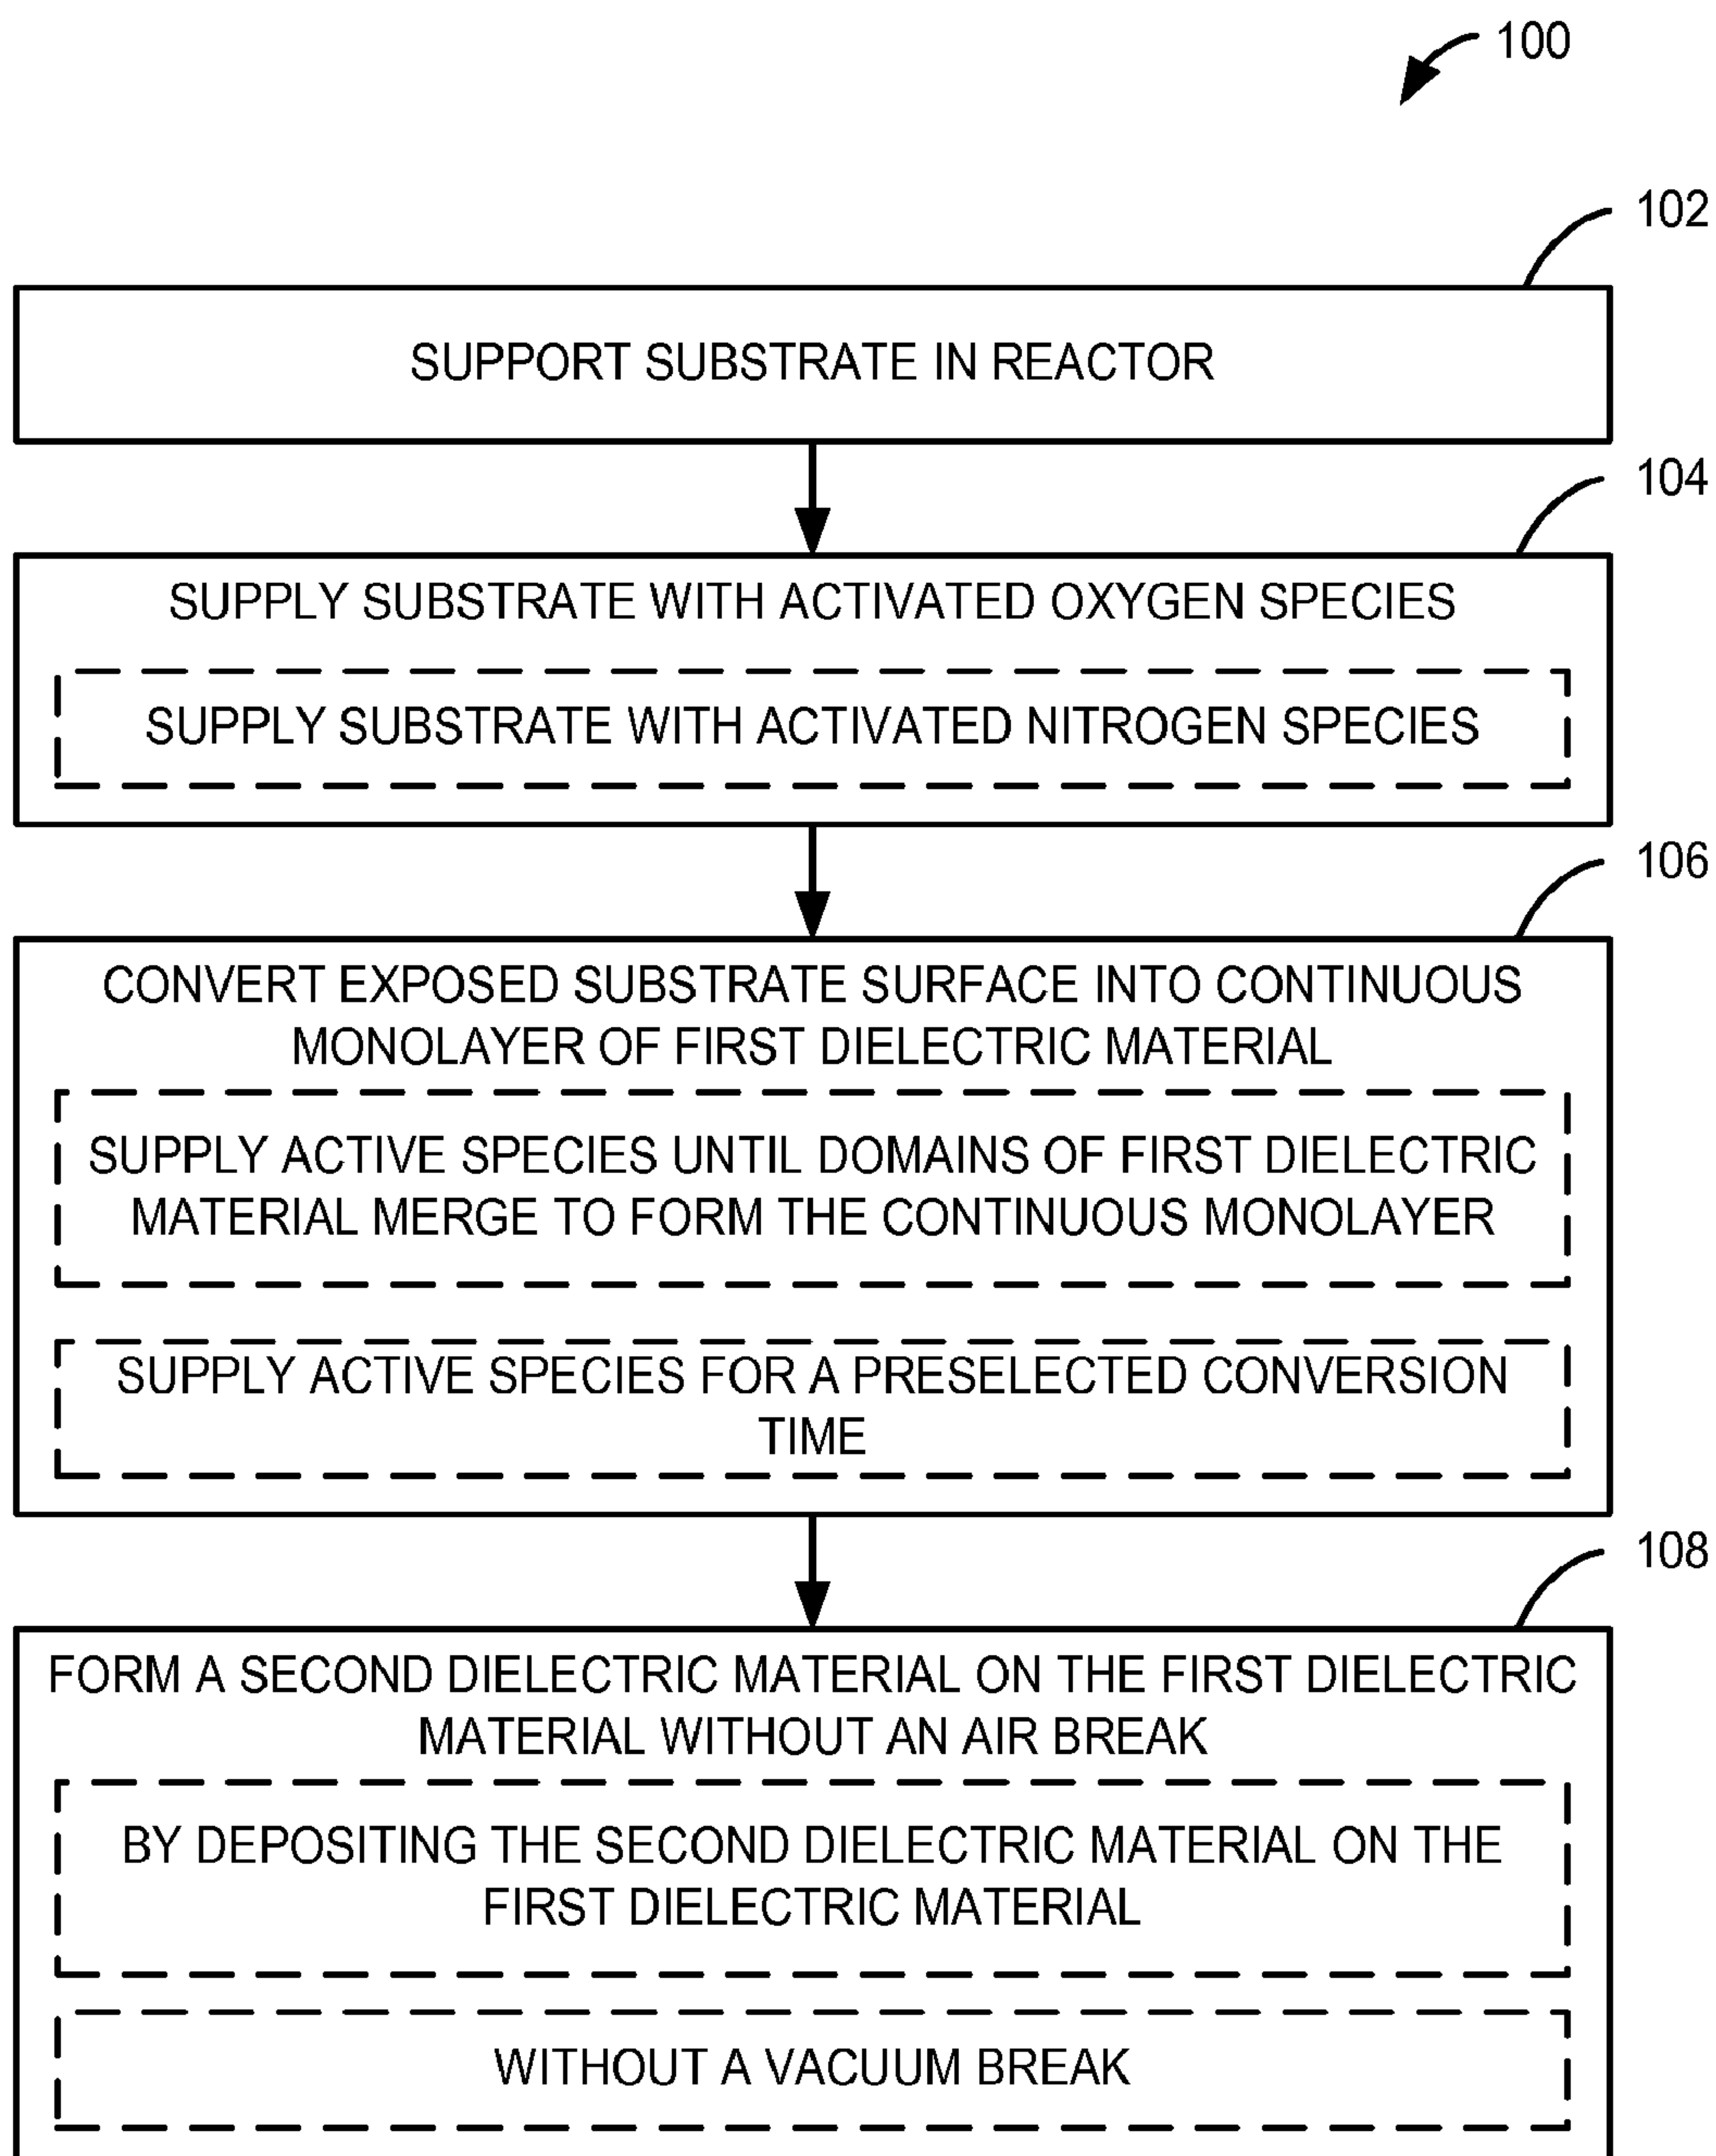 100
102
SUPPORT SUBSTRATE IN REACTOR
104
SUPPLY SUBSTRATE WITH ACTIVATED OXYGEN SPECIES
SUPPLY SUBSTRATE WITH ACTIVATED NITROGEN SPECIES
106
CONVERT EXPOSED SUBSTRATE SURFACE INTO CONTINUOUS
MONOLAYER OF FIRST DIELECTRIC MATERIAL
SUPPLY ACTIVE SPECIES UNTIL DOMAINS OF FIRST DIELECTRIC
MATERIAL MERGE TO FORM THE CONTINUOUS MONOLAYER
SUPPLY ACTIVE SPECIES FOR A PRESELECTED CONVERSION
TIME
108
FORM A SECOND DIELECTRIC MATERIAL ON THE FIRST DIELECTRIC
MATERIAL WITHOUT AN AIR BREAK
BY DEPOSITING THE SECOND DIELECTRIC MATERIAL ON THE
FIRST DIELECTRIC MATERIAL
WITHOUT A VACUUM BREAK